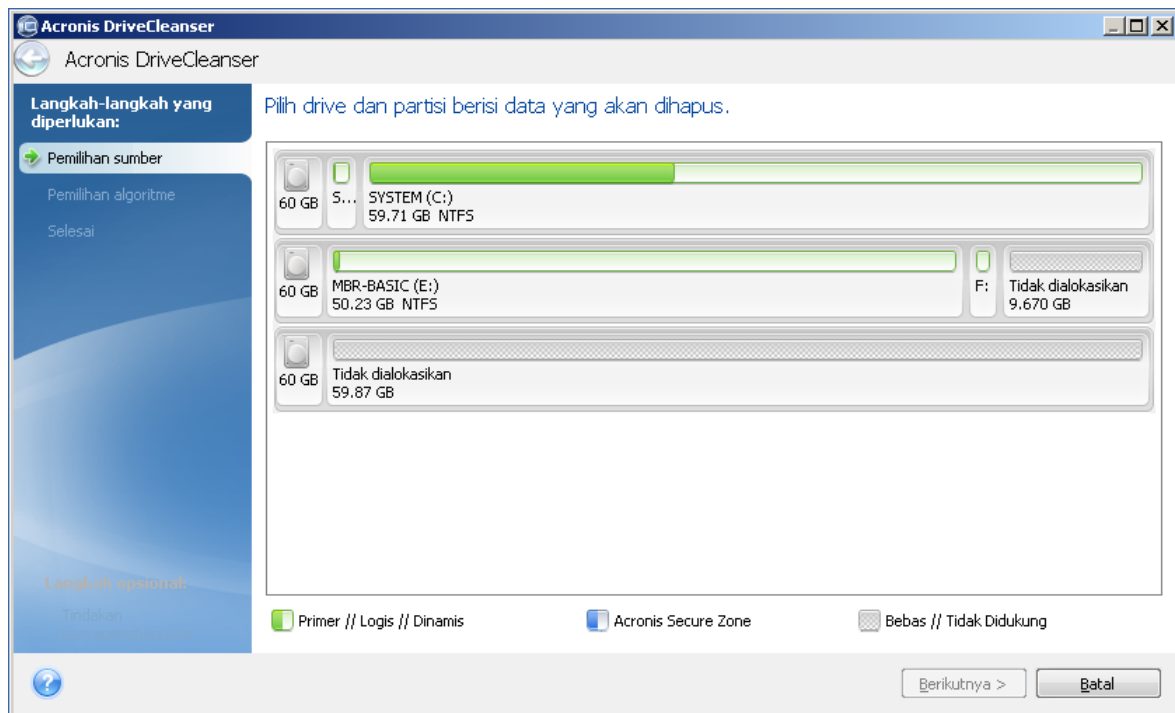 Acronis DriveCleanser
Acronis DriveCleanser
Langkah-langkah yang
diperlukan:
Pemilihan sumber
Pemilihan algoritme
Selesai
Langkah opsional:
Tindakan
Pilih drive dan partisi berisi data yang akan dihapus.
60 GB
S...
SYSTEM (C:)
59.71 GB NTFS
60 GB
MBR-BASIC (E:)
50.23 GB NTFS
F:
Tidak dialokasikan
9.670 GB
60 GB
Tidak dialokasikan
59.87 GB
Primer // Logis // Dinamis
Acronis Secure Zone
Bebas // Tidak Didukung
Berikutnya >
Batal